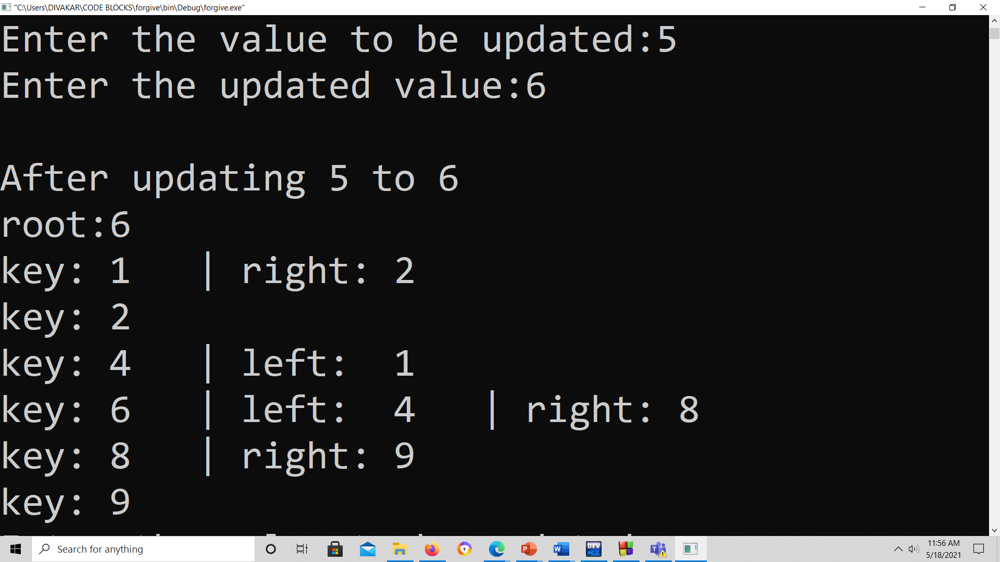 "C:\Users\DIVAKAR\CODE BLOCKS\forgive\bin\Debug\forgive.exe"
Enter the value to be updated:5
Enter the updated value:6
After updating 5 to 6
root:6
key: 1 | right: 2
key: 2
key: 4 | left: 1
key: 6 | left: 4 | right: 8
key: 8 | right: 9
key: 9
Search for anything
DEV C++
11:56 AM
5/18/2021